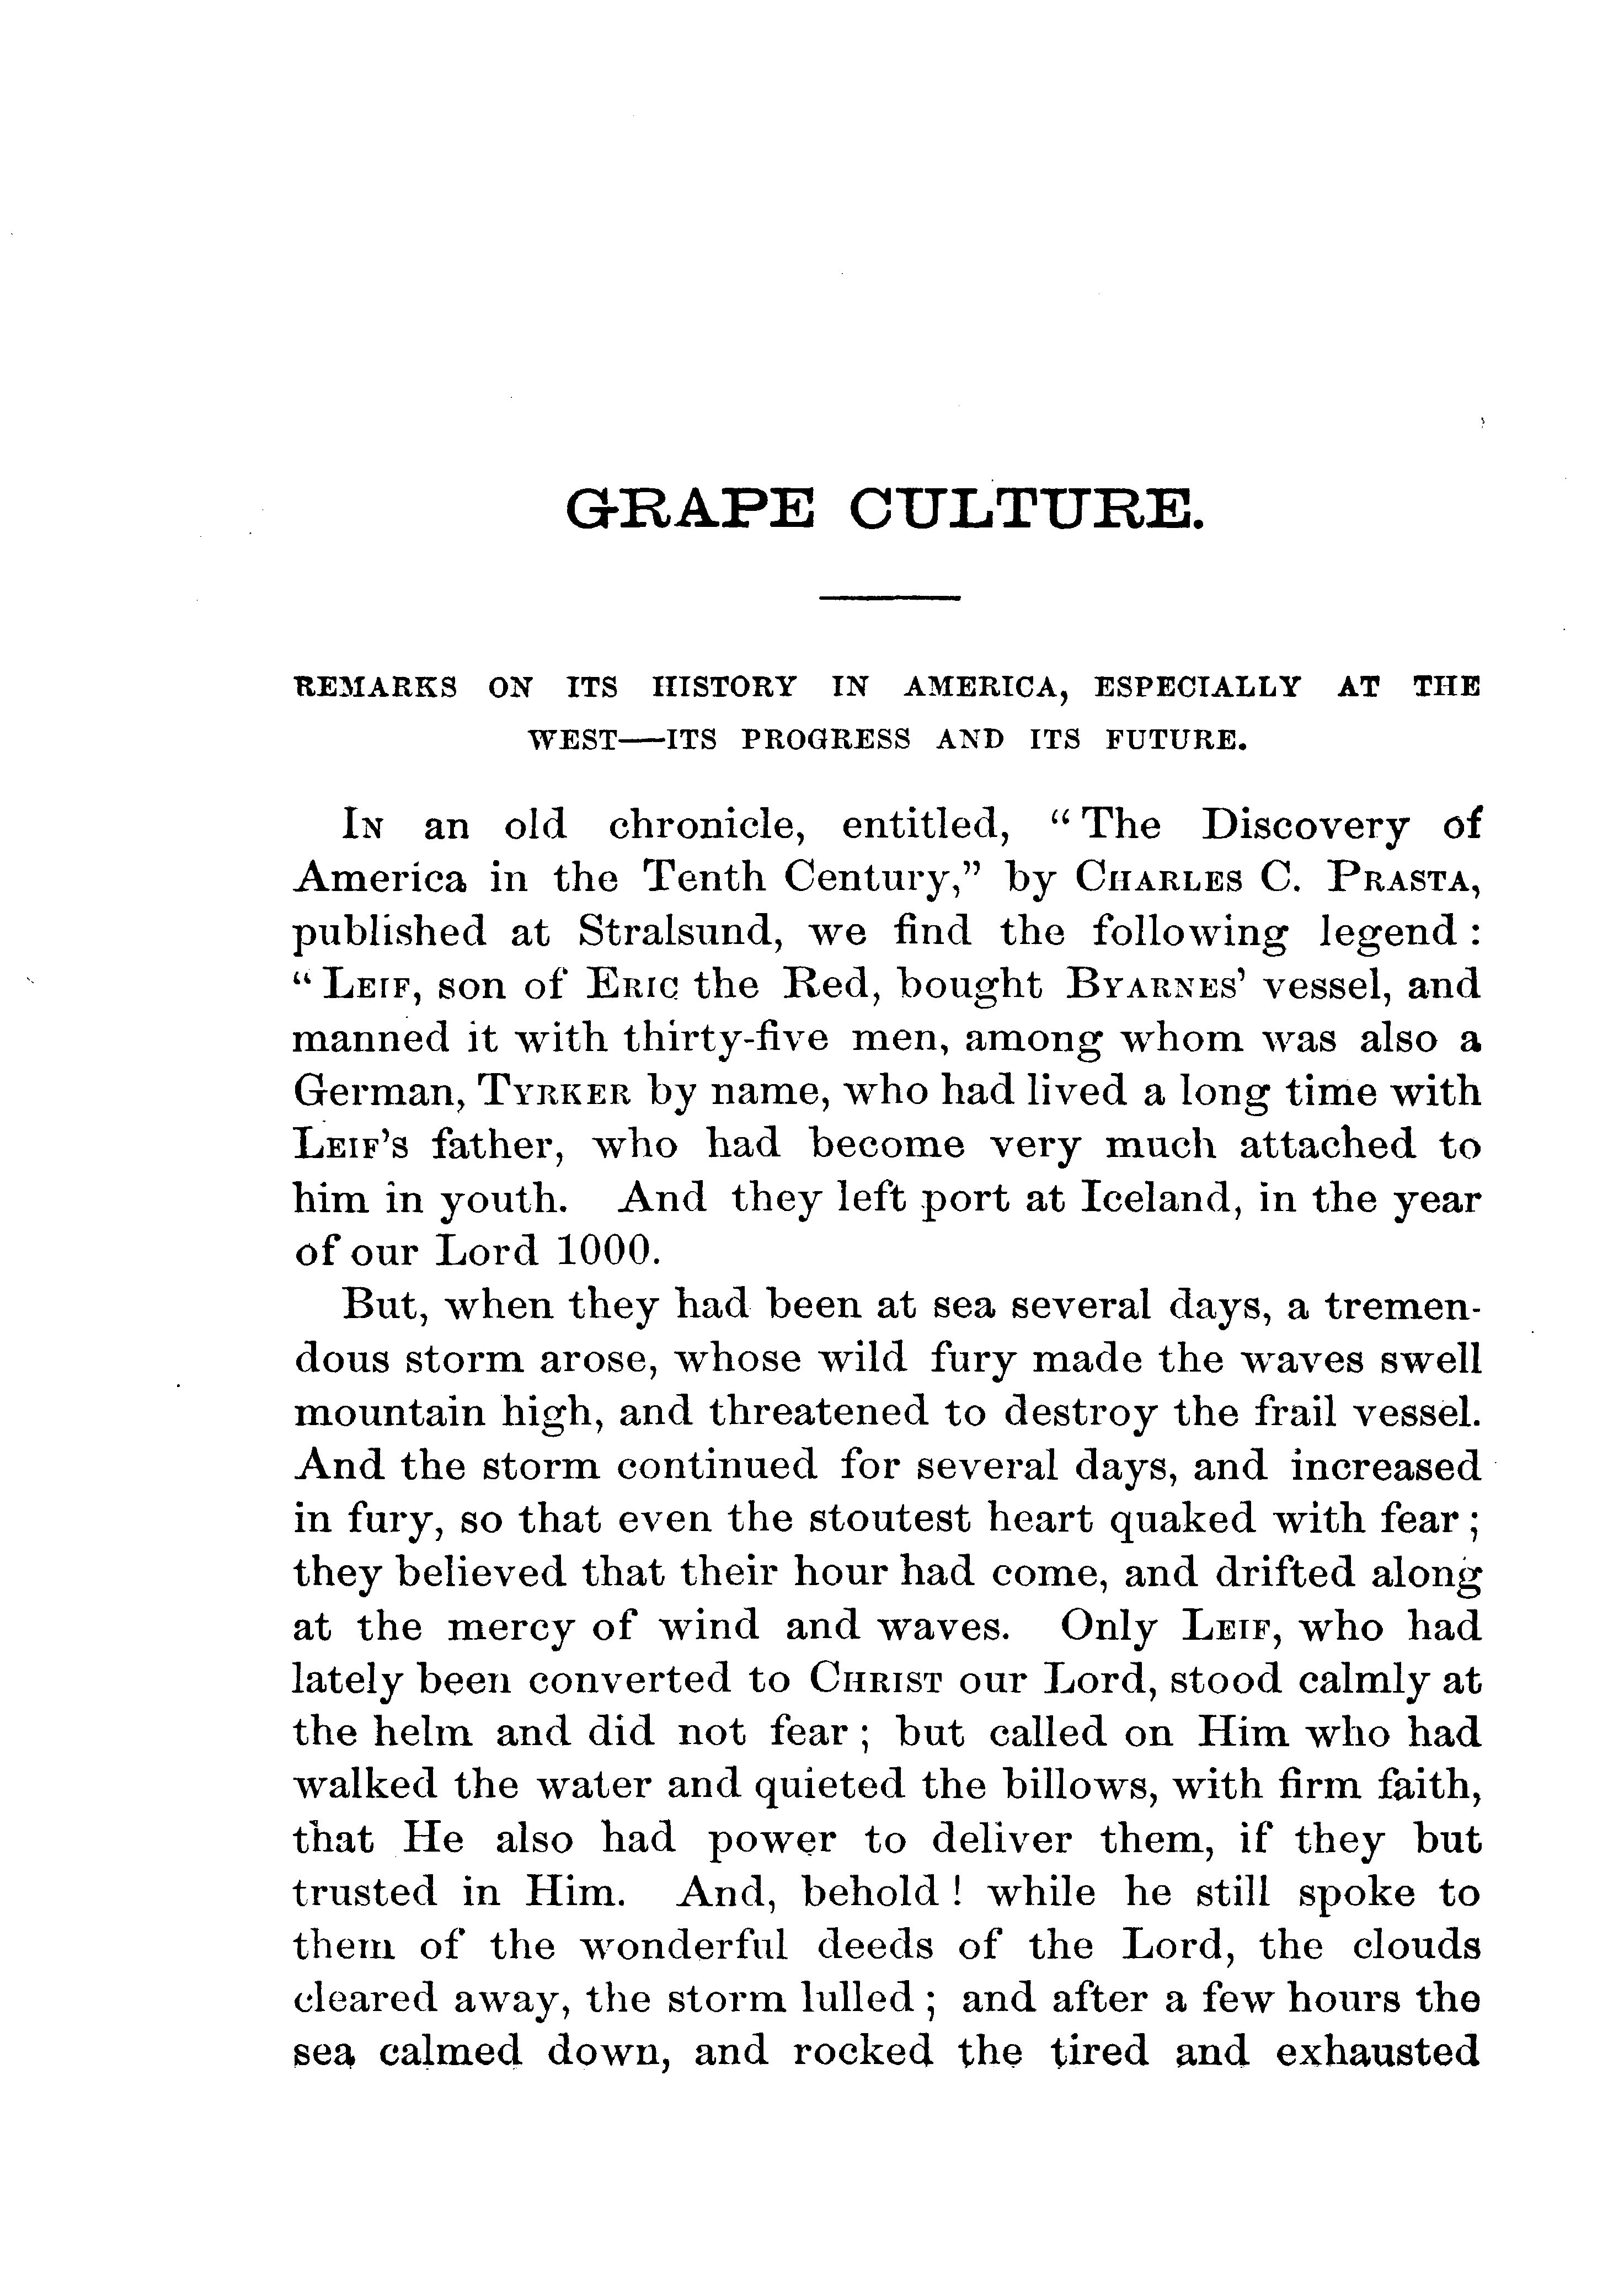 GRAPE CULTURE.
REMARKS ON ITS HISTORY IN AMERICA, ESPECIALLY AT THE
WEST—ITS PROGRESS AND ITS FUTURE.
IN an old chronicle, entitled, “The Discovery of
America in the Tenth Century,” by CHARLES C. PRASTA,
published at Stralsund, we find the following legend:
“LEIF, son of ERIC the Red, bought BYARNES’ vessel, and
manned it with thirty-five men, among whom was also a
German, TYRKER by name, who had lived a long time with
LEIF’S father, who had become very much attached to
him in youth. And they left port at Iceland, in the year
of our Lord 1000.
But, when they had been at sea several days, a tremen-
dous storm arose, whose wild fury made the waves swell
mountain high, and threatened to destroy the frail vessel.
And the storm continued for several days, and increased
in fury, so that even the stoutest heart quaked with fear;
they believed that their hour had come, and drifted along
at the mercy of wind and waves. Only LEIF, who had
lately been converted to CHRIST our Lord, stood calmly at
the helm and did not fear; but called on Him who had
walked the water and quieted the billows, with firm faith,
that He also had power to deliver them, if they but
trusted in Him. And, behold! while he still spoke to
them of the wonderful deeds of the Lord, the clouds
cleared away, the storm lulled; and after a few hours the
sea calmed down, and rocked the tired and exhausted